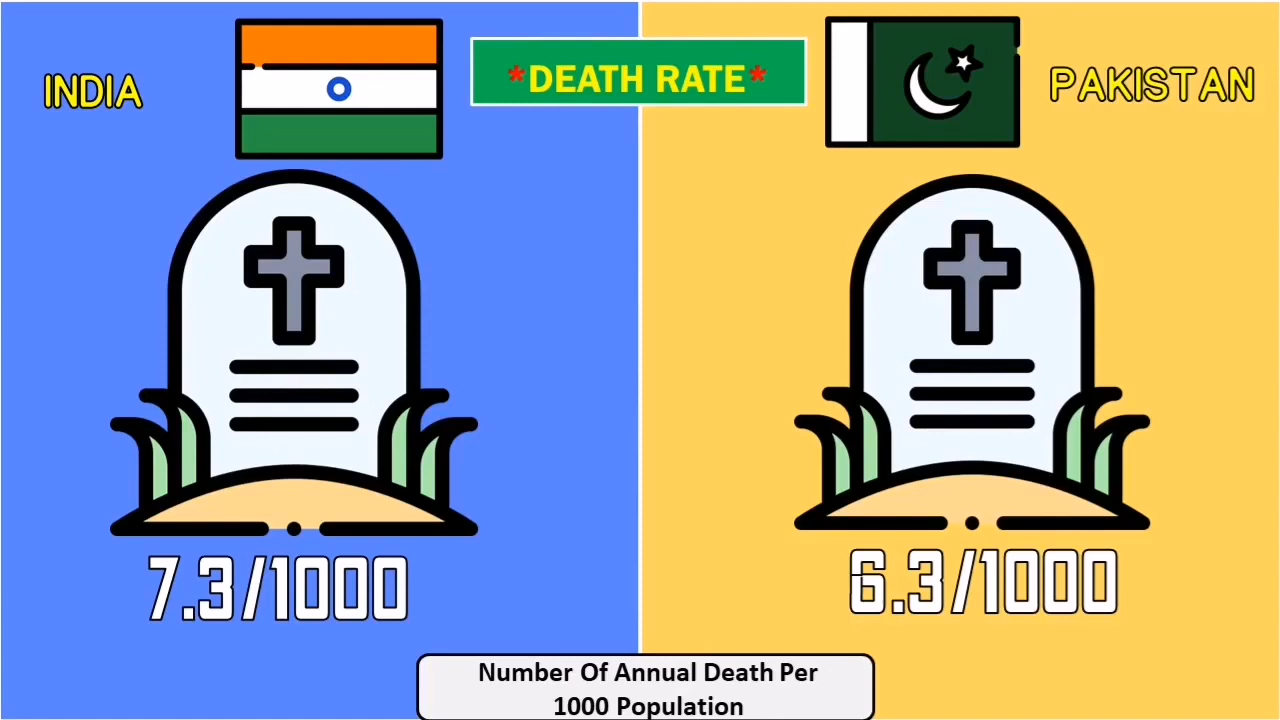 INDIA
*DEATH RATE*
PAKISTAN
7.3/1000
6.3/1000
Number Of Annual Death Per
1000 Population